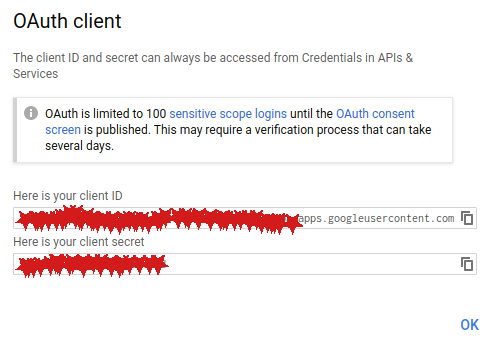 OAuth client
The client ID and secret can always be accessed from Credentials in APIs &
Services
OAuth is limited to 100 sensitive scope logins until the OAuth consent
screen is published. This may require a verification process that can take
several days.
Here is your client ID
apps.googleusercontent.com
Here is your client secret
OK